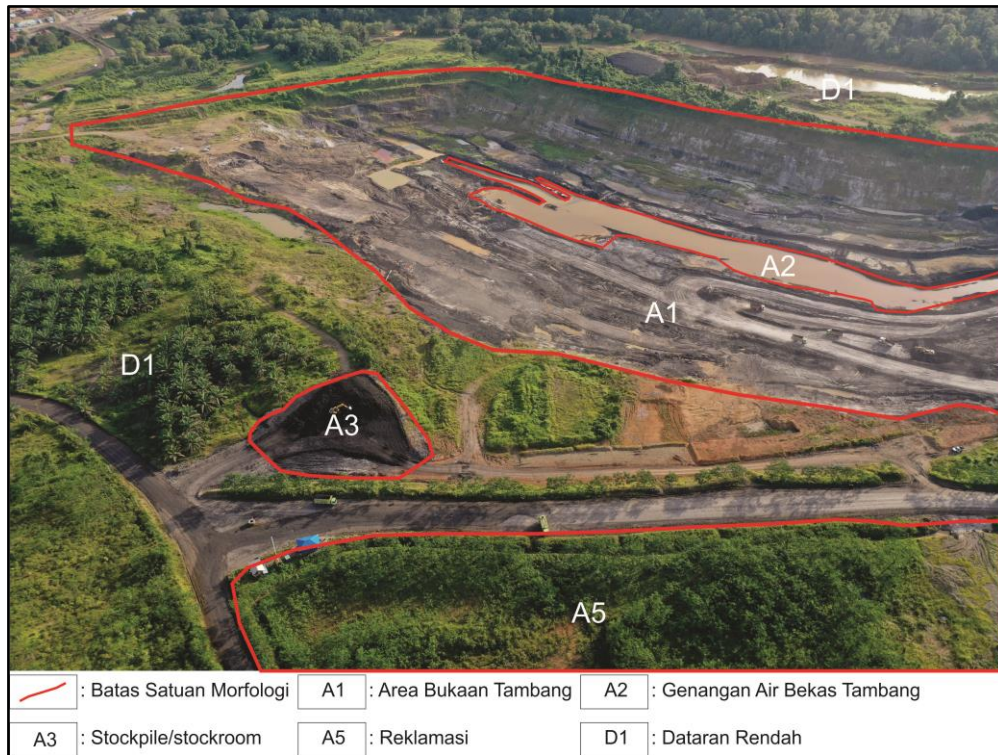 D1
A2
A1
D1
A3
A5
: Batas Satuan Morfologi
A1 : Area Bukaan Tambang
A2 : Genangan Air Bekas Tambang
A3 : Stockpile/stockroom
A5 : Reklamasi
D1 : Dataran Rendah